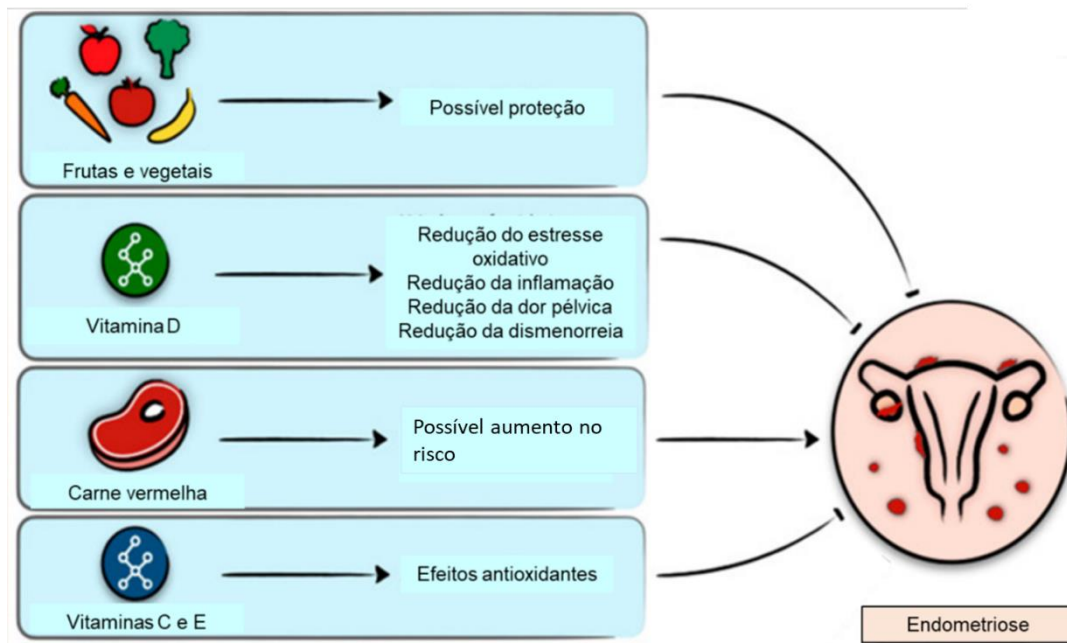 Frutas e vegetais
Possível proteção
Vitamina D
Redução do estresse
oxidativo
Redução da inflamação
Redução da dor pélvica
Redução da dismenorreia
Carne vermelha
Possível aumento no
risco
Vitaminas C e E
Efeitos antioxidantes
Endometriose